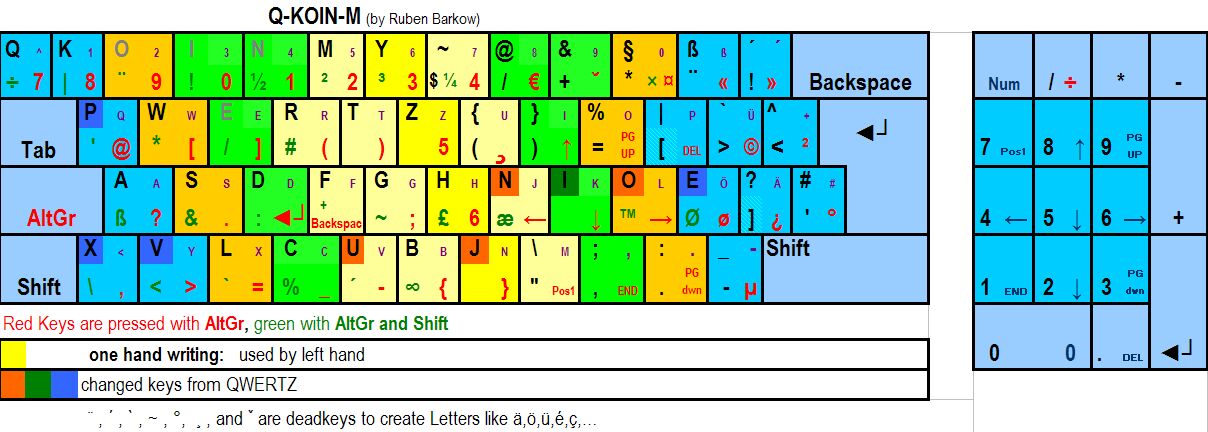 Q-KOIN-M (by Ruben Barkow)
Q ^ ÷ 7 K 1 | 8 O 2 ¨ 9 I 3 ! 0 N 4 ½ 1 M 5 ² 2 Y 6 ³ 3 ~ 7 $ ¼ 4 @ 8 / € & 9 + ˇ § 0 * × ¤ ß ß ¨ « ´ ´ ! » Backspace
Num / ÷ * -
Tab P Q ' @ W W * [ E E / ] R R # ( T T ) Z Z 5 { U ( ¸ } I ) ↑ % O = PG UP | P [ DEL ` Ü > © ^ + < ² ◄┘
7 Pos1 8 ↑ 9 PG UP
AltGr A A ß ? S S & . D D : ◄┘ F F + Backspac G G ~ ; H H £ 6 N J æ ← I K ↓ O L ™ → E Ö Ø ø ? Ä ] ¿ # # ' °
4 ← 5 ↓ 6 → +
Shift X < \ , V Y < > L X ` = C C % _ U V ´ - B B ∞ { J N } \ M " Pos1 ; , , END : . . PG dwn _ - - µ Shift
1 END 2 ↓ 3 PG dwn
0 0 . DEL ◄┘
Red Keys are pressed with AltGr, green with AltGr and Shift
one hand writing: used by left hand
changed keys from QWERTZ
¨ , ´ , ` , ~ , °, ¸ , and ˇ are deadkeys to create Letters like ä,ö,ü,é,ç,...